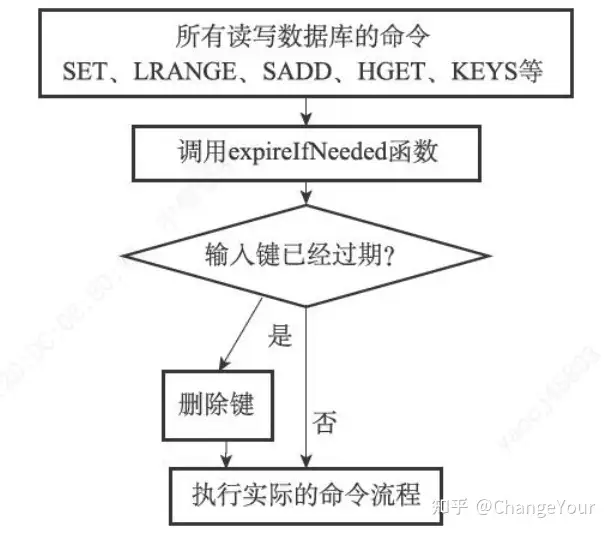 所有读写数据库的命令
SET、LRANGE、SADD、HGET、KEYS等
调用expireIfNeeded函数
输入键已经过期?
是
删除键
否
执行实际的命令流程
知乎 @ChangeYour